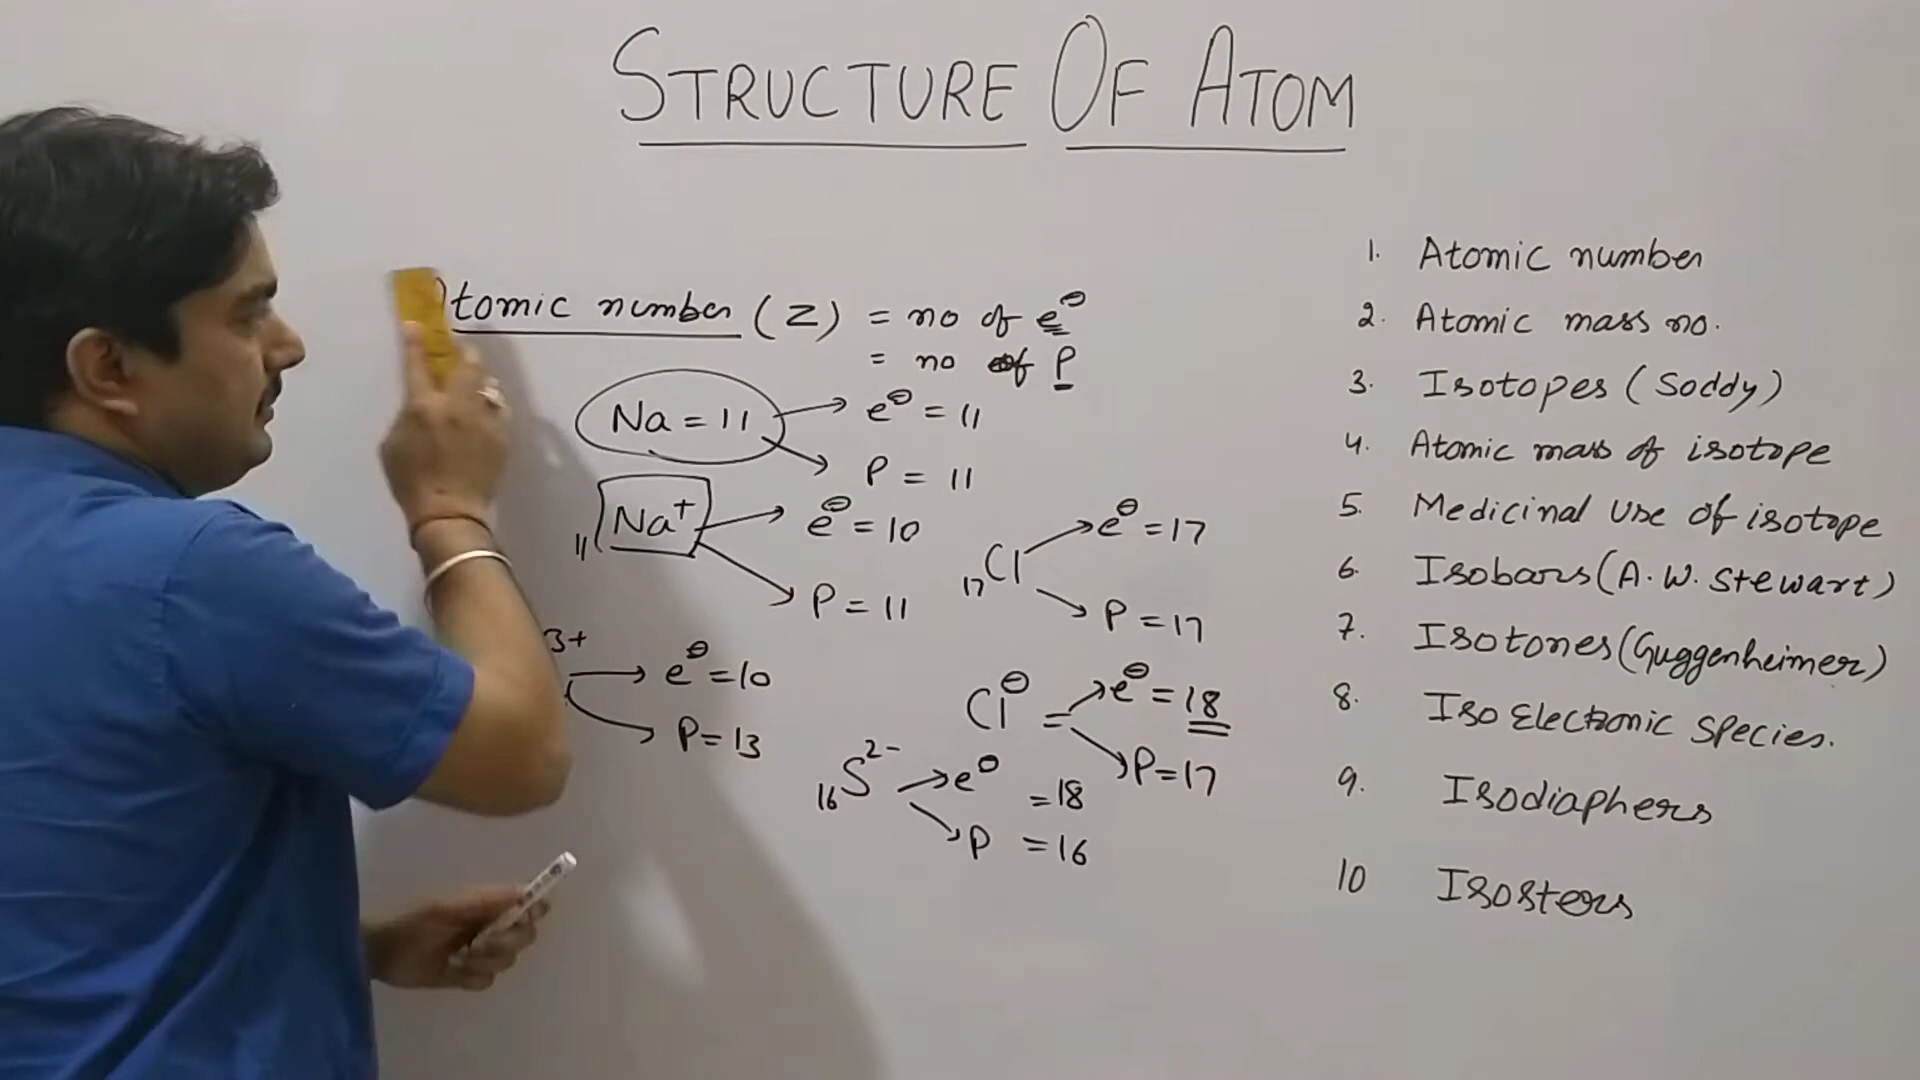 STRUCTURE OF ATOM
tomic number (Z) = no of e⊖
= no of P
Na = 11
e⊖ = 11
P = 11
11 Na+
e⊖ = 10
P = 11
17 Cl
e⊖ = 17
P = 17
3+
e⊖ = 10
P = 13
Cl⊖ =
e⊖ = 18
P = 17
16 S 2-
e⊖ = 18
P = 16
1. Atomic number
2. Atomic mass no.
3. Isotopes (Soddy)
4. Atomic mass of isotope
5. Medicinal Use of isotope
6. Isobars (A. W. Stewart)
7. Isotones (Guggenheimer)
8. Iso Electronic Species.
9. Isodiaphers
10 Isosters